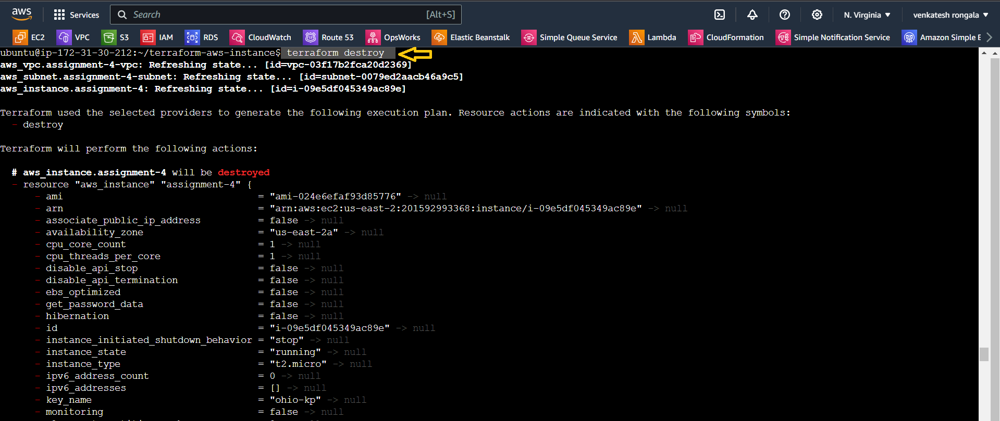 aws Services Search [Alt+S] N. Virginia venkatesh rongala
EC2 VPC S3 IAM RDS CloudWatch Route 53 OpsWorks Elastic Beanstalk Simple Queue Service Lambda CloudFormation Simple Notification Service Amazon Simple E
ubuntu@ip-172-31-30-212:~/terraform-aws-instance$ terraform destroy
aws_vpc.assignment-4-vpc: Refreshing state... [id=vpc-03f17b2fca20d2369]
aws_subnet.assignment-4-subnet: Refreshing state... [id=subnet-0079ed2aacb46a9c5]
aws_instance.assignment-4: Refreshing state... [id=i-09e5df045349ac89e]
Terraform used the selected providers to generate the following execution plan. Resource actions are indicated with the following symbols:
- destroy
Terraform will perform the following actions:
# aws_instance.assignment-4 will be destroyed
- resource "aws_instance" "assignment-4" {
- ami = "ami-024e6efaf93d85776" -> null
- arn = "arn:aws:ec2:us-east-2:201592993368:instance/i-09e5df045349ac89e" -> null
- associate_public_ip_address = false -> null
- availability_zone = "us-east-2a" -> null
- cpu_core_count = 1 -> null
- cpu_threads_per_core = 1 -> null
- disable_api_stop = false -> null
- disable_api_termination = false -> null
- ebs_optimized = false -> null
- get_password_data = false -> null
- hibernation = false -> null
- id = "i-09e5df045349ac89e" -> null
- instance_initiated_shutdown_behavior = "stop" -> null
- instance_state = "running" -> null
- instance_type = "t2.micro" -> null
- ipv6_address_count = 0 -> null
- ipv6_addresses = [] -> null
- key_name = "ohio-kp" -> null
- monitoring = false -> null